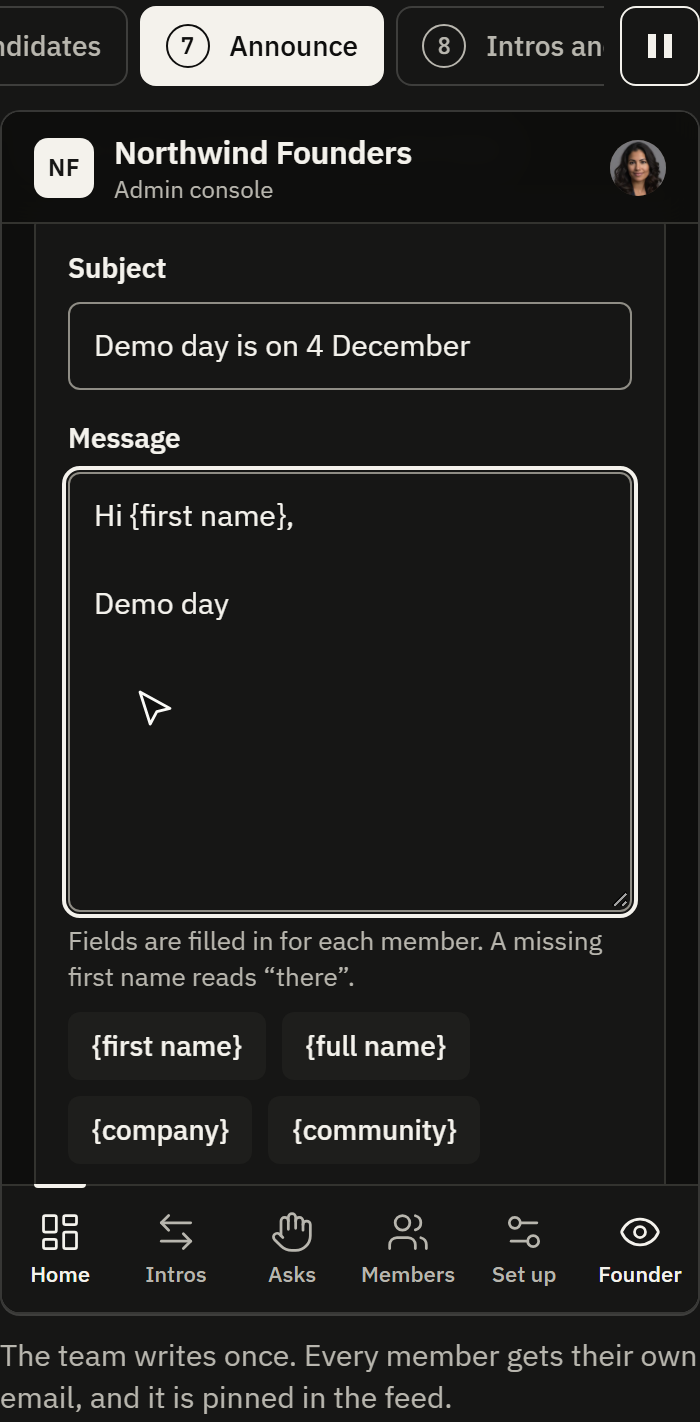 ndidates
7 Announce
8 Intros an
NF
Northwind Founders
Admin console
Subject
Demo day is on 4 December
Message
Hi {first name},
Demo day
Fields are filled in for each member. A missing
first name reads “there”.
{first name} {full name}
{company} {community}
Home Intros Asks Members Set up Founder
The team writes once. Every member gets their own
email, and it is pinned in the feed.